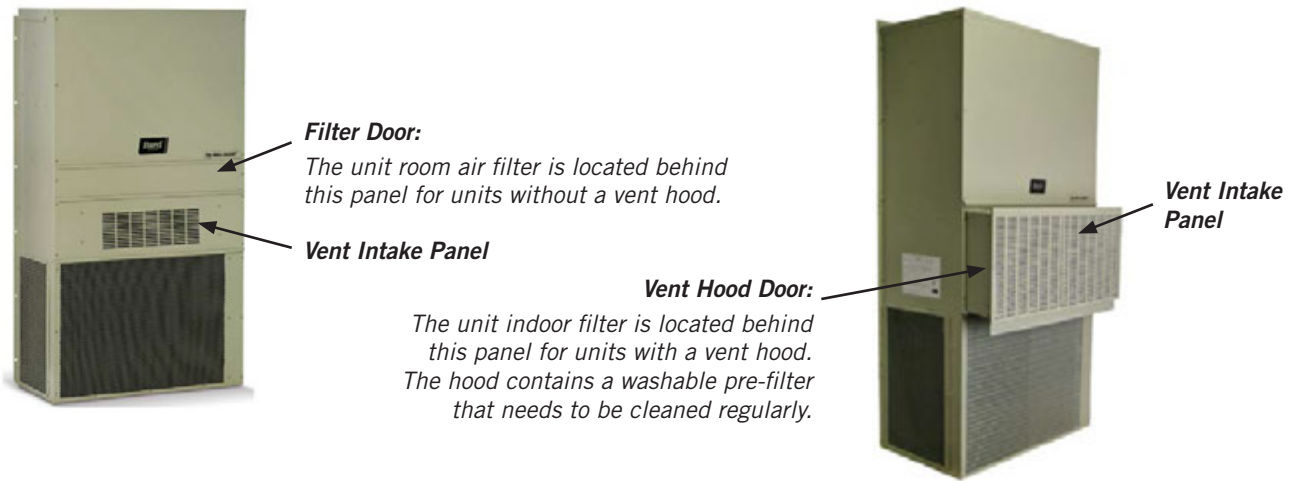 Filter Door:
The unit room air filter is located behind
this panel for units without a vent hood.
Vent Intake Panel
Vent Intake
Panel
Vent Hood Door:
The unit indoor filter is located behind
this panel for units with a vent hood.
The hood contains a washable pre-filter
that needs to be cleaned regularly.